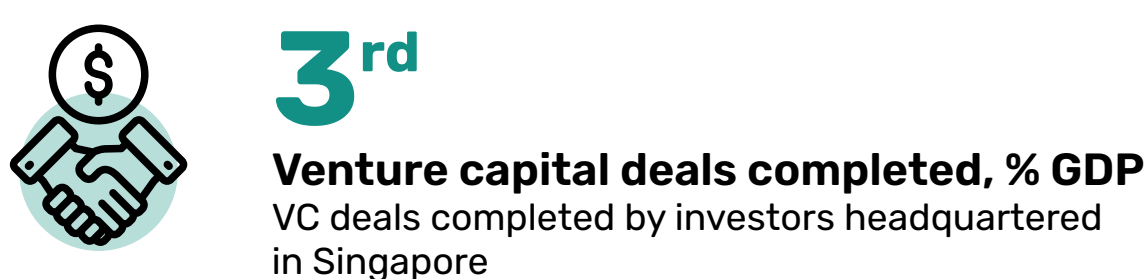 $
3rd
Venture capital deals completed, % GDP
VC deals completed by investors headquartered
in Singapore